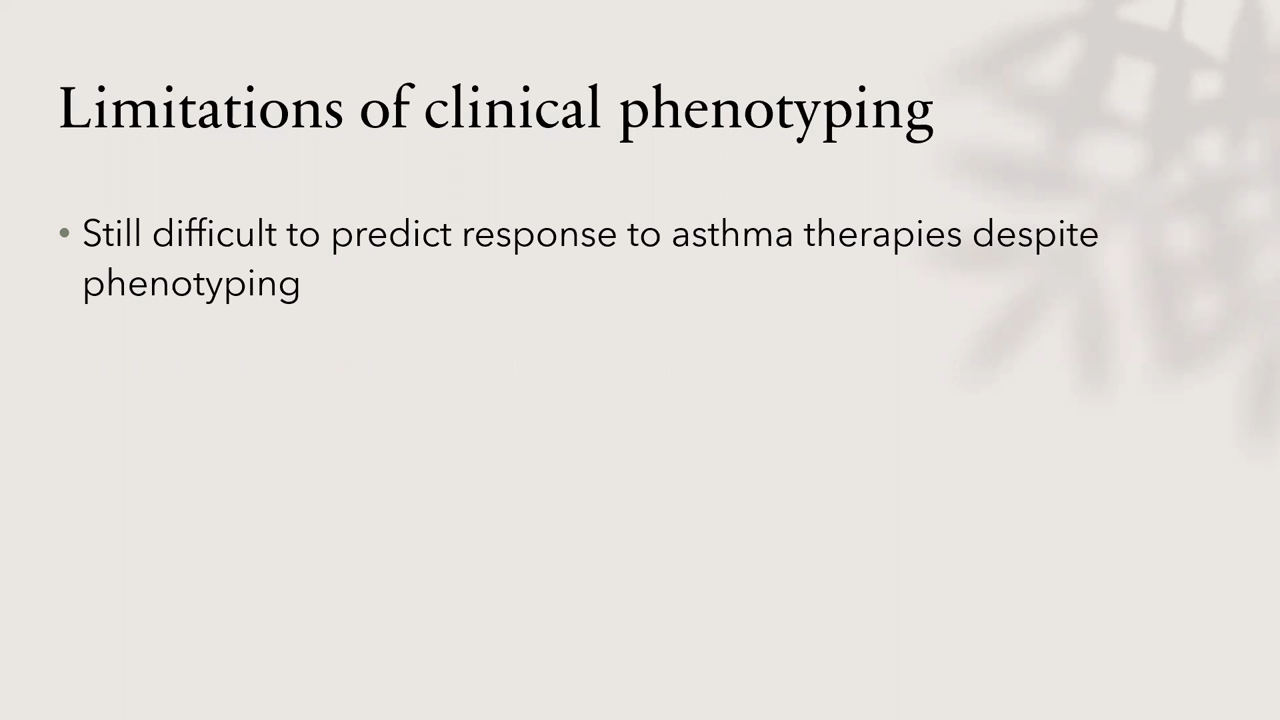 Limitations of clinical phenotyping
• Still difficult to predict response to asthma therapies despite
phenotyping